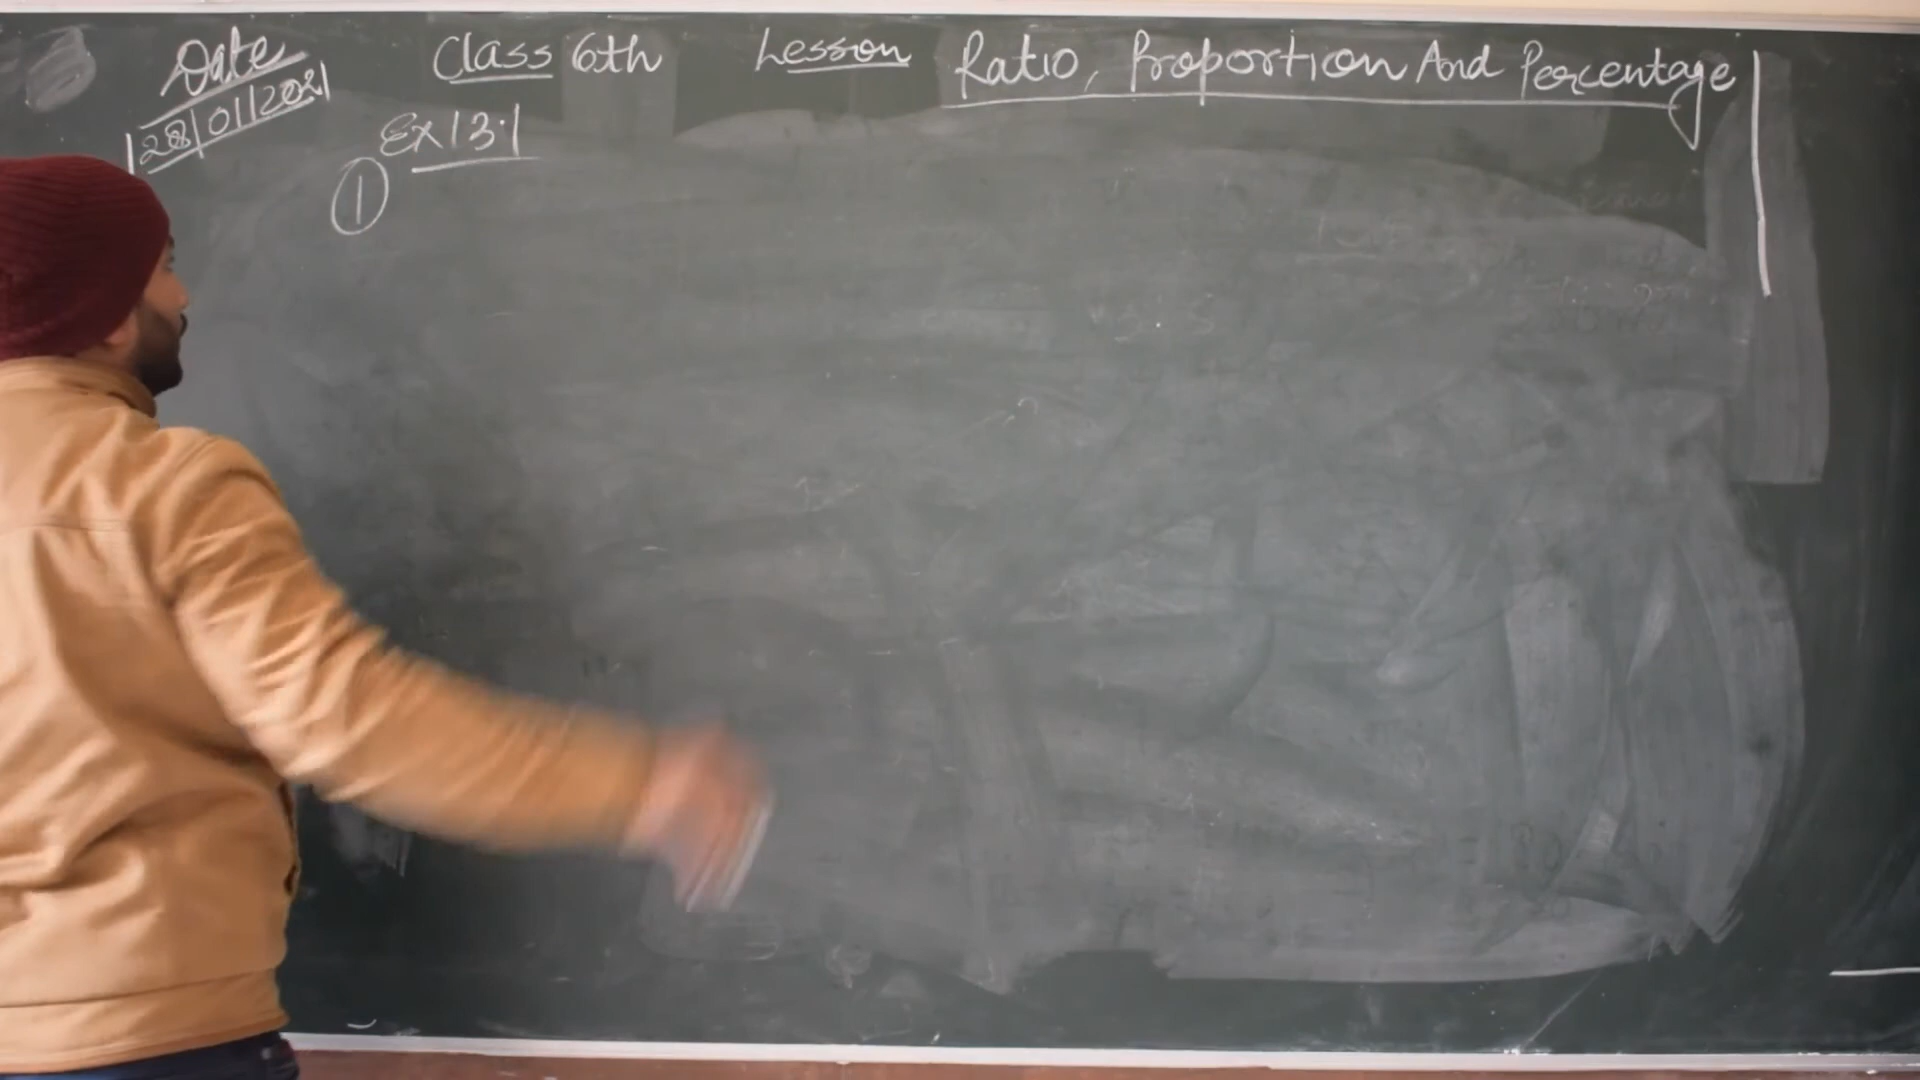 Date Class 6th Lesson Ratio, Proportion And Percentage
28/01/2021
Ex 13.1
1